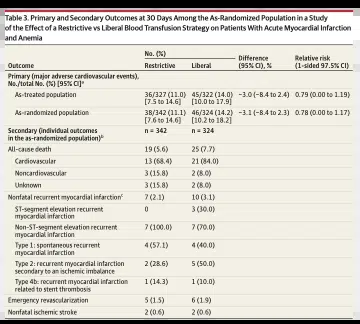 Table 3. Primary and Secondary Outcomes at 30 Days Among the As-Randomized Population in a Study
of the Effect of a Restrictive vs Liberal Blood Transfusion Strategy on Patients With Acute Myocardial Infarction
and Anemia
No. (%)
Outcome Restrictive Liberal Difference (95% CI), % Relative risk (1-sided 97.5% CI)
Primary (major adverse cardiovascular events),
No./total No. (%) [95% CI]a
As-treated population 36/327 (11.0) 45/322 (14.0) −3.0 (−8.4 to 2.4) 0.79 (0.00 to 1.19)
[7.5 to 14.6] [10.0 to 17.9]
As-randomized population 38/342 (11.1) 46/324 (14.2) −3.1 (−8.4 to 2.3) 0.78 (0.00 to 1.17)
[7.6 to 14.6] [10.2 to 18.2]
Secondary (individual outcomes n = 342 n = 324
in the as-randomized population)b
All-cause death 19 (5.6) 25 (7.7)
Cardiovascular 13 (68.4) 21 (84.0)
Noncardiovascular 3 (15.8) 2 (8.0)
Unknown 3 (15.8) 2 (8.0)
Nonfatal recurrent myocardial infarctionc 7 (2.1) 10 (3.1)
ST-segment elevation recurrent 0 3 (30.0)
myocardial infarction
Non-ST-segment elevation recurrent 7 (100.0) 7 (70.0)
myocardial infarction
Type 1: spontaneous recurrent 4 (57.1) 4 (40.0)
myocardial infarction
Type 2: recurrent myocardial infarction 2 (28.6) 5 (50.0)
secondary to an ischemic imbalance
Type 4b: recurrent myocardial infarction 1 (14.3) 1 (10.0)
related to stent thrombosis
Emergency revascularization 5 (1.5) 6 (1.9)
Nonfatal ischemic stroke 2 (0.6) 2 (0.6)